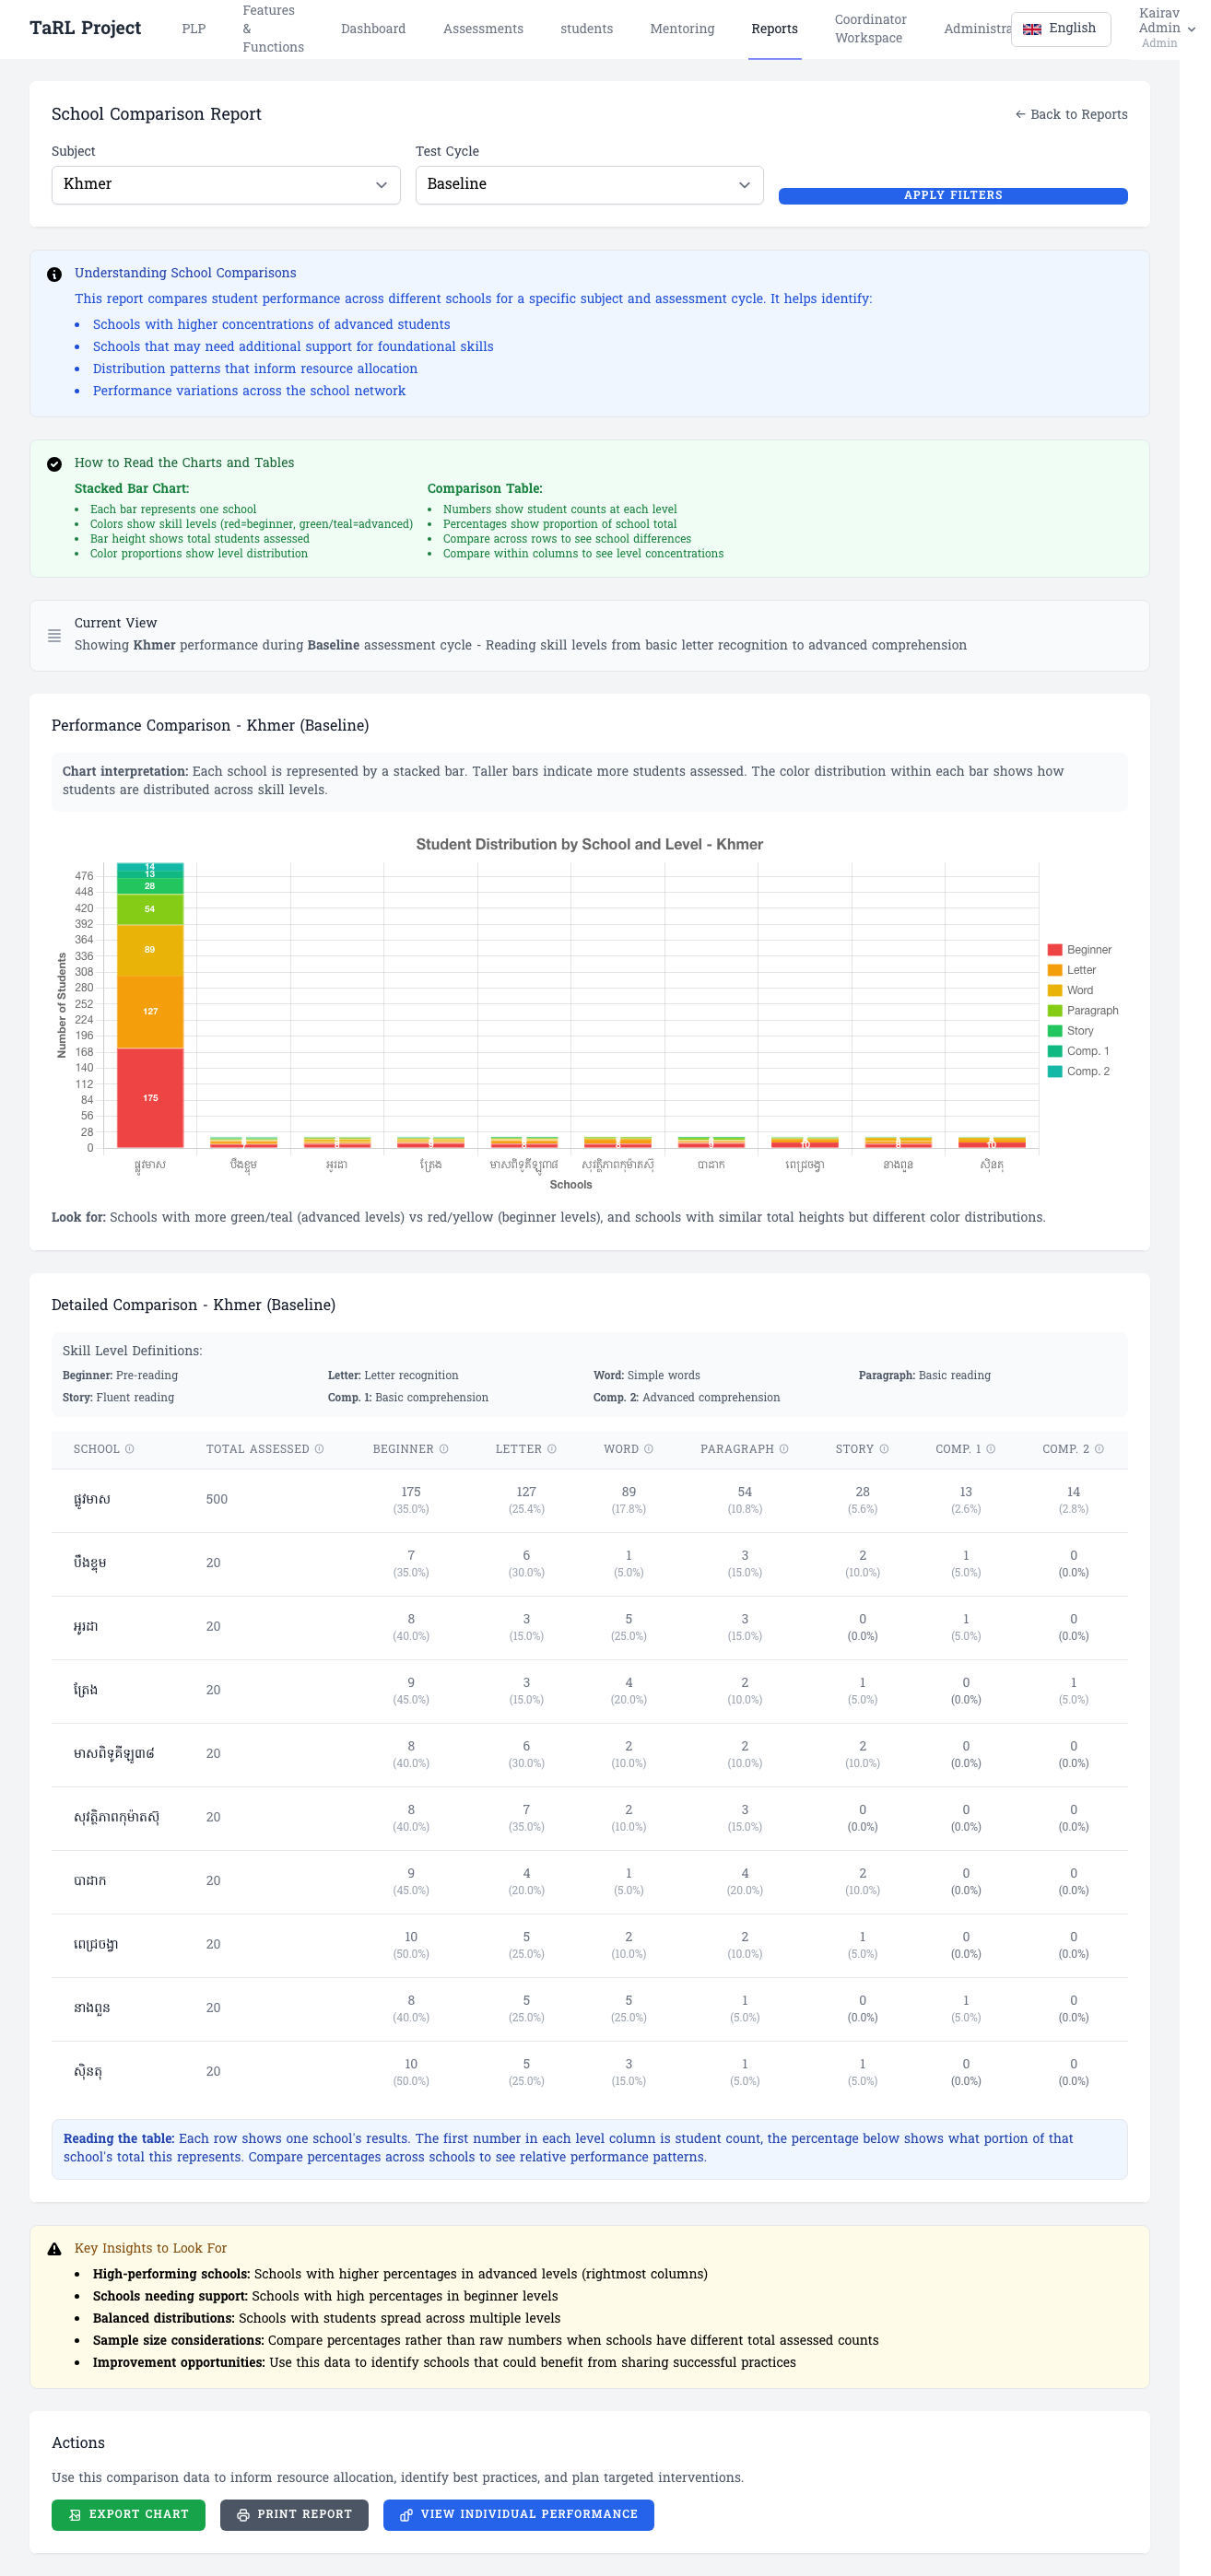 TaRL Project
PLP
Features
&
Functions
Dashboard
Assessments
students
Mentoring
Reports
Coordinator
Workspace
Administra
English
Kairav
Admin
Admin
School Comparison Report
← Back to Reports
Subject
Test Cycle
Khmer
Baseline
APPLY FILTERS
Understanding School Comparisons
This report compares student performance across different schools for a specific subject and assessment cycle. It helps identify:
• Schools with higher concentrations of advanced students
• Schools that may need additional support for foundational skills
• Distribution patterns that inform resource allocation
• Performance variations across the school network
How to Read the Charts and Tables
Stacked Bar Chart:
• Each bar represents one school
• Colors show skill levels (red=beginner, green/teal=advanced)
• Bar height shows total students assessed
• Color proportions show level distribution
Comparison Table:
• Numbers show student counts at each level
• Percentages show proportion of school total
• Compare across rows to see school differences
• Compare within columns to see level concentrations
Current View
Showing Khmer performance during Baseline assessment cycle - Reading skill levels from basic letter recognition to advanced comprehension
Performance Comparison - Khmer (Baseline)
Chart interpretation: Each school is represented by a stacked bar. Taller bars indicate more students assessed. The color distribution within each bar shows how
students are distributed across skill levels.
Student Distribution by School and Level - Khmer
Number of Students
476
448
420
392
364
336
308
280
252
224
196
168
140
112
84
56
28
0
14
13
28
54
89
127
175
ផ្លូវមាស
បឹងខ្ទុម
អូរដា
ត្រែង
មាសពិទូគីឡូ៣៨
សុវត្ថិភាពកុម៉ាតស៊ុ
បាដាក
ពេជ្រចង្វា
នាងពួន
ស៊ិនតុ
Schools
Beginner
Letter
Word
Paragraph
Story
Comp. 1
Comp. 2
Look for: Schools with more green/teal (advanced levels) vs red/yellow (beginner levels), and schools with similar total heights but different color distributions.
Detailed Comparison - Khmer (Baseline)
Skill Level Definitions:
Beginner: Pre-reading Letter: Letter recognition Word: Simple words Paragraph: Basic reading
Story: Fluent reading Comp. 1: Basic comprehension Comp. 2: Advanced comprehension
SCHOOL TOTAL ASSESSED BEGINNER LETTER WORD PARAGRAPH STORY COMP. 1 COMP. 2
ផ្លូវមាស 500 175 127 89 54 28 13 14
(35.0%) (25.4%) (17.8%) (10.8%) (5.6%) (2.6%) (2.8%)
បឹងខ្ទុម 20 7 6 1 3 2 1 0
(35.0%) (30.0%) (5.0%) (15.0%) (10.0%) (5.0%) (0.0%)
អូរដា 20 8 3 5 3 0 1 0
(40.0%) (15.0%) (25.0%) (15.0%) (0.0%) (5.0%) (0.0%)
ត្រែង 20 9 3 4 2 1 0 1
(45.0%) (15.0%) (20.0%) (10.0%) (5.0%) (0.0%) (5.0%)
មាសពិទូគីឡូ៣៨ 20 8 6 2 2 2 0 0
(40.0%) (30.0%) (10.0%) (10.0%) (10.0%) (0.0%) (0.0%)
សុវត្ថិភាពកុម៉ាតស៊ុ 20 8 7 2 3 0 0 0
(40.0%) (35.0%) (10.0%) (15.0%) (0.0%) (0.0%) (0.0%)
បាដាក 20 9 4 1 4 2 0 0
(45.0%) (20.0%) (5.0%) (20.0%) (10.0%) (0.0%) (0.0%)
ពេជ្រចង្វា 20 10 5 2 2 1 0 0
(50.0%) (25.0%) (10.0%) (10.0%) (5.0%) (0.0%) (0.0%)
នាងពួន 20 8 5 5 1 0 1 0
(40.0%) (25.0%) (25.0%) (5.0%) (0.0%) (5.0%) (0.0%)
ស៊ិនតុ 20 10 5 3 1 1 0 0
(50.0%) (25.0%) (15.0%) (5.0%) (5.0%) (0.0%) (0.0%)
Reading the table: Each row shows one school's results. The first number in each level column is student count, the percentage below shows what portion of that
school's total this represents. Compare percentages across schools to see relative performance patterns.
Key Insights to Look For
• High-performing schools: Schools with higher percentages in advanced levels (rightmost columns)
• Schools needing support: Schools with high percentages in beginner levels
• Balanced distributions: Schools with students spread across multiple levels
• Sample size considerations: Compare percentages rather than raw numbers when schools have different total assessed counts
• Improvement opportunities: Use this data to identify schools that could benefit from sharing successful practices
Actions
Use this comparison data to inform resource allocation, identify best practices, and plan targeted interventions.
EXPORT CHART
PRINT REPORT
VIEW INDIVIDUAL PERFORMANCE